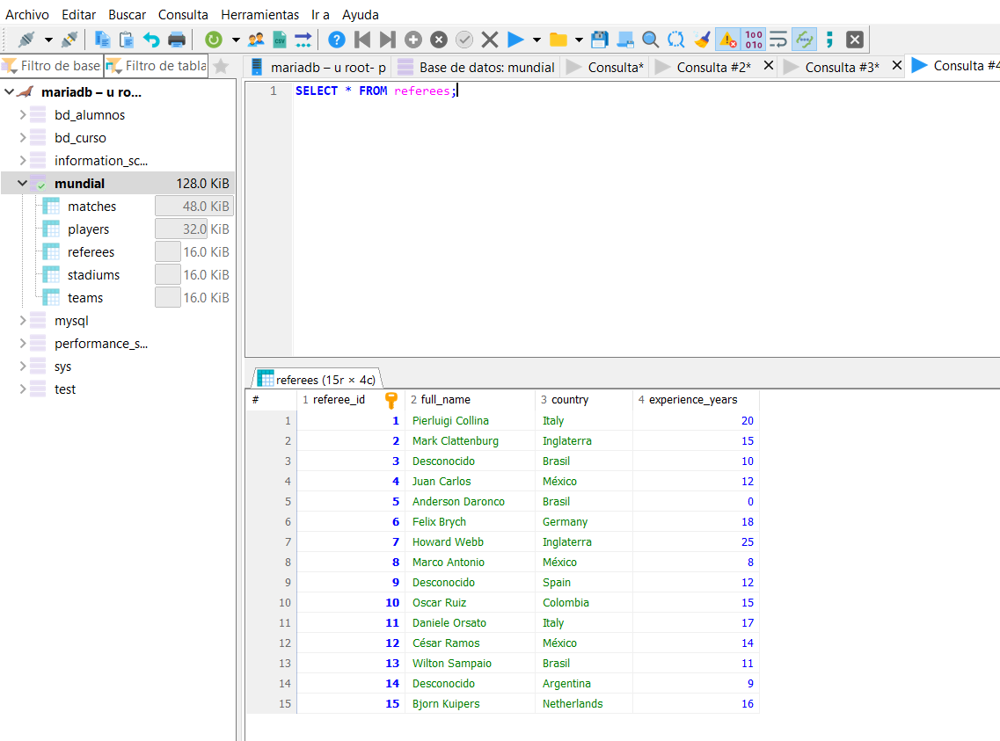 Archivo Editar Buscar Consulta Herramientas Ir a Ayuda
Filtro de base Filtro de tabla mariadb – u root- p Base de datos: mundial Consulta* Consulta #2* Consulta #3* Consulta #4
mariadb – u ro...
bd_alumnos
bd_curso
information_sc...
mundial 128.0 KiB
matches 48.0 KiB
players 32.0 KiB
referees 16.0 KiB
stadiums 16.0 KiB
teams 16.0 KiB
mysql
performance_s...
sys
test
1 SELECT * FROM referees;
referees (15r × 4c)
# 1 referee_id 2 full_name 3 country 4 experience_years
1 1 Pierluigi Collina Italy 20
2 2 Mark Clattenburg Inglaterra 15
3 3 Desconocido Brasil 10
4 4 Juan Carlos México 12
5 5 Anderson Daronco Brasil 0
6 6 Felix Brych Germany 18
7 7 Howard Webb Inglaterra 25
8 8 Marco Antonio México 8
9 9 Desconocido Spain 12
10 10 Oscar Ruiz Colombia 15
11 11 Daniele Orsato Italy 17
12 12 César Ramos México 14
13 13 Wilton Sampaio Brasil 11
14 14 Desconocido Argentina 9
15 15 Bjorn Kuipers Netherlands 16